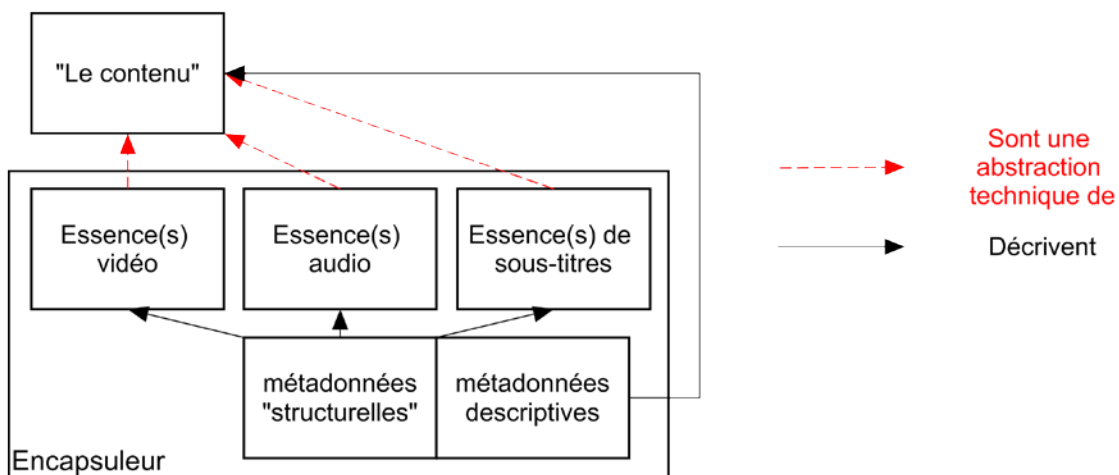 "Le contenu"
Sont une
abstraction
technique de
Décrivent
Essence(s)
vidéo
Essence(s)
audio
Essence(s) de
sous-titres
métadonnées
"structurelles"
métadonnées
descriptives
Encapsuleur